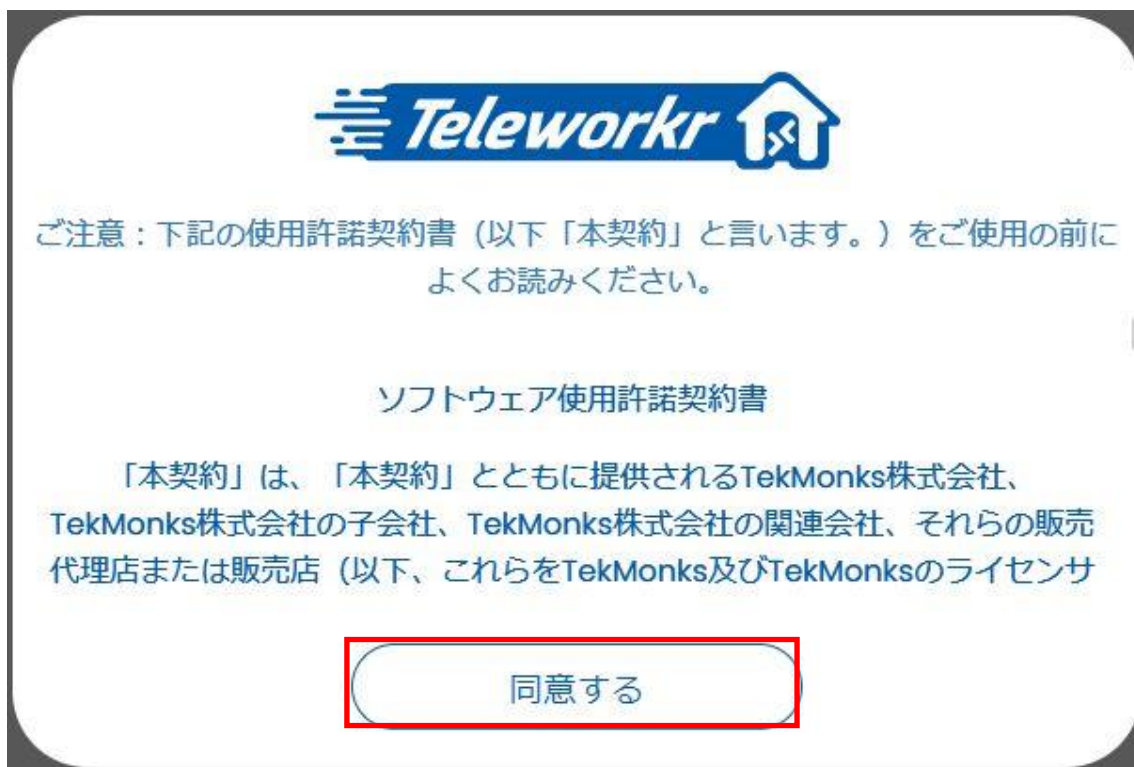 Teleworkr
ご注意：下記の使用許諾契約書（以下「本契約」と言います。）をご使用の前に
よくお読みください。
ソフトウェア使用許諾契約書
「本契約」は、「本契約」とともに提供されるTekMonks株式会社、
TekMonks株式会社の子会社、TekMonks株式会社の関連会社、それらの販売
代理店または販売店（以下、これらをTekMonks及びTekMonksのライセンサ
同意する